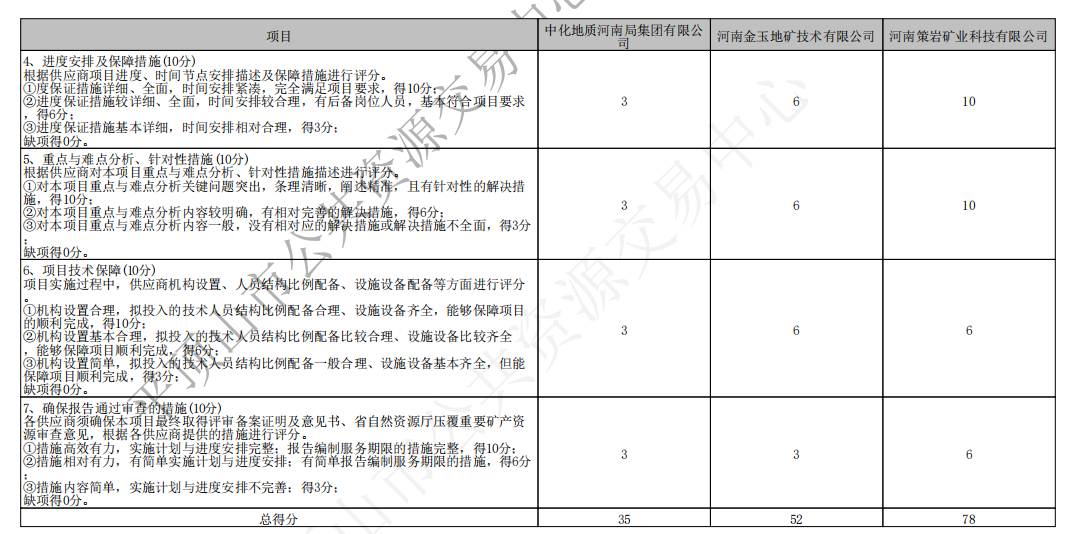 项目
中化地质河南局集团有限公
司
河南金玉地矿技术有限公司
河南策岩矿业科技有限公司
4、进度安排及保障措施(10分)
根据供应商项目进度、时间节点安排描述及保障措施进行评分。
①度保证措施详细、全面，时间安排紧凑，完全满足项目要求，得10分；
②进度保证措施较详细、全面，时间安排较合理，有后备岗位人员，基本符合项目要求
，得6分；
③进度保证措施基本详细，时间安排相对合理，得3分；
缺项得0分。
3
6
10
5、重点与难点分析、针对性措施(10分)
根据供应商对本项目重点与难点分析、针对性措施描述进行评分。
①对本项目重点与难点分析关键问题突出，条理清晰，阐述精准，且有针对性的解决措
施，得10分；
②对本项目重点与难点分析内容较明确，有相对完善的解决措施，得6分；
③对本项目重点与难点分析内容一般，没有相对应的解决措施或解决措施不全面，得3分
；
缺项得0分。
3
6
10
6、项目技术保障(10分)
项目实施过程中，供应商机构设置、人员结构比例配备、设施设备配备等方面进行评分
。
①机构设置合理，拟投入的技术人员结构比例配备合理、设施设备齐全，能够保障项目
的顺利完成，得10分；
②机构设置基本合理，拟投入的技术人员结构比例配备比较合理、设施设备比较齐全
，能够保障项目顺利完成，得6分；
③机构设置简单，拟投入的技术人员结构比例配备一般合理、设施设备基本齐全，但能
保障项目顺利完成，得3分；
缺项得0分。
3
6
6
7、确保报告通过审查的措施(10分)
各供应商须确保本项目最终取得评审备案证明及意见书、省自然资源厅压覆重要矿产资
源审查意见，根据各供应商提供的措施进行评分。
①措施高效有力，实施计划与进度安排完整；报告编制服务期限的措施完整，得10分；
②措施相对有力，有简单实施计划与进度安排；有简单报告编制服务期限的措施，得6分
；
③措施内容简单，实施计划与进度安排不完善；得3分；
缺项得0分。
3
3
6
总得分
35
52
78
平顶山市公共资源交易中心
平顶山市公共资源交易中心